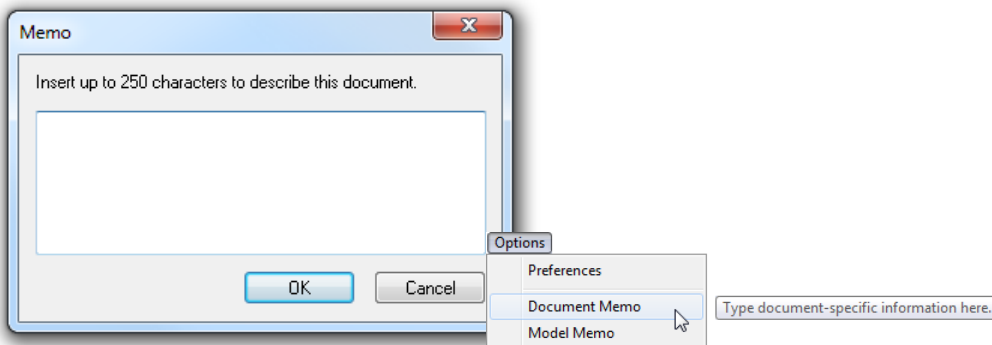 Memo
Insert up to 250 characters to describe this document.
OK
Cancel
Options
Preferences
Document Memo
Type document-specific information here.
Model Memo